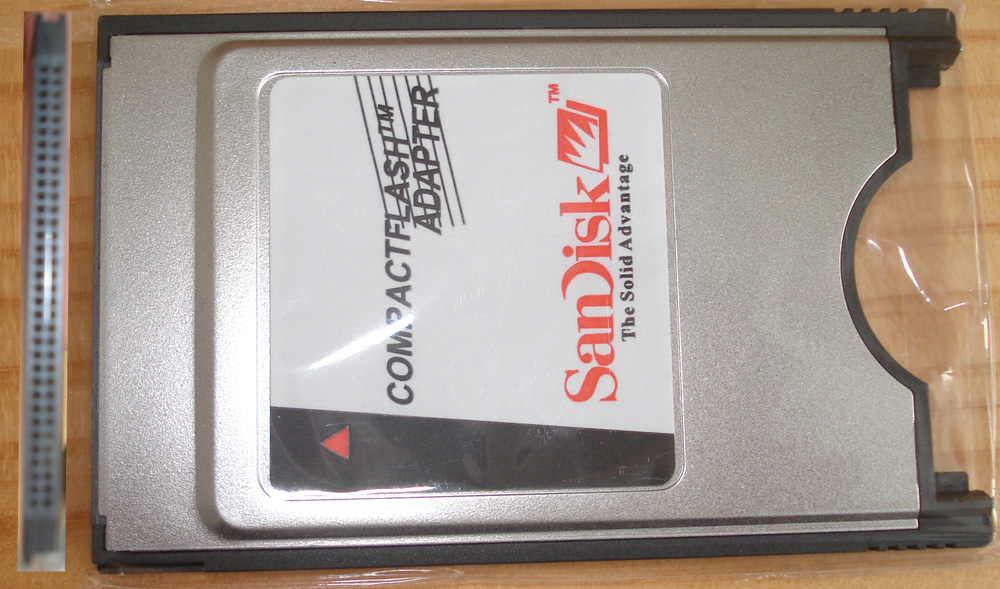 COMPACTFLASH™
ADAPTER
SanDisk™
The Solid Advantage